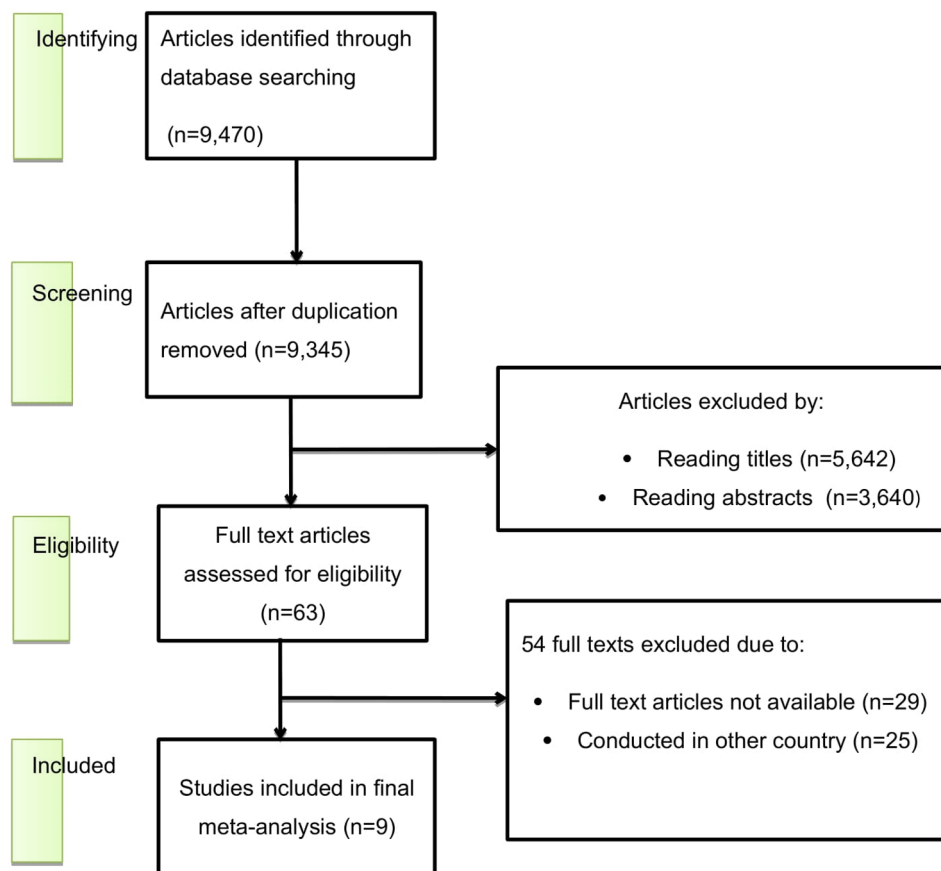 Identifying
Articles identified through
database searching
(n=9,470)
Screening
Articles after duplication
removed (n=9,345)
Articles excluded by:
• Reading titles (n=5,642)
• Reading abstracts (n=3,640)
Eligibility
Full text articles
assessed for eligibility
(n=63)
54 full texts excluded due to:
• Full text articles not available (n=29)
• Conducted in other country (n=25)
Included
Studies included in final
meta-analysis (n=9)